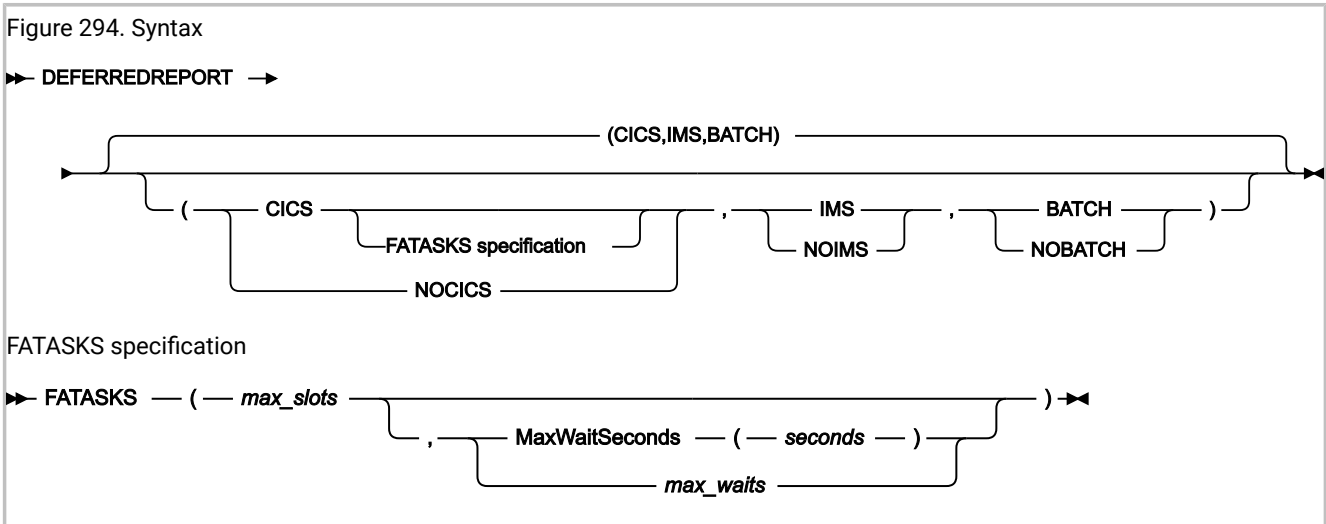 Figure 294. Syntax
DEFERREDREPORT
(CICS,IMS,BATCH)
( CICS , IMS , BATCH )
FATASKS specification NOIMS NOBATCH
NOCICS
FATASKS specification
FATASKS ( max_slots )
, MaxWaitSeconds ( seconds )
max_waits